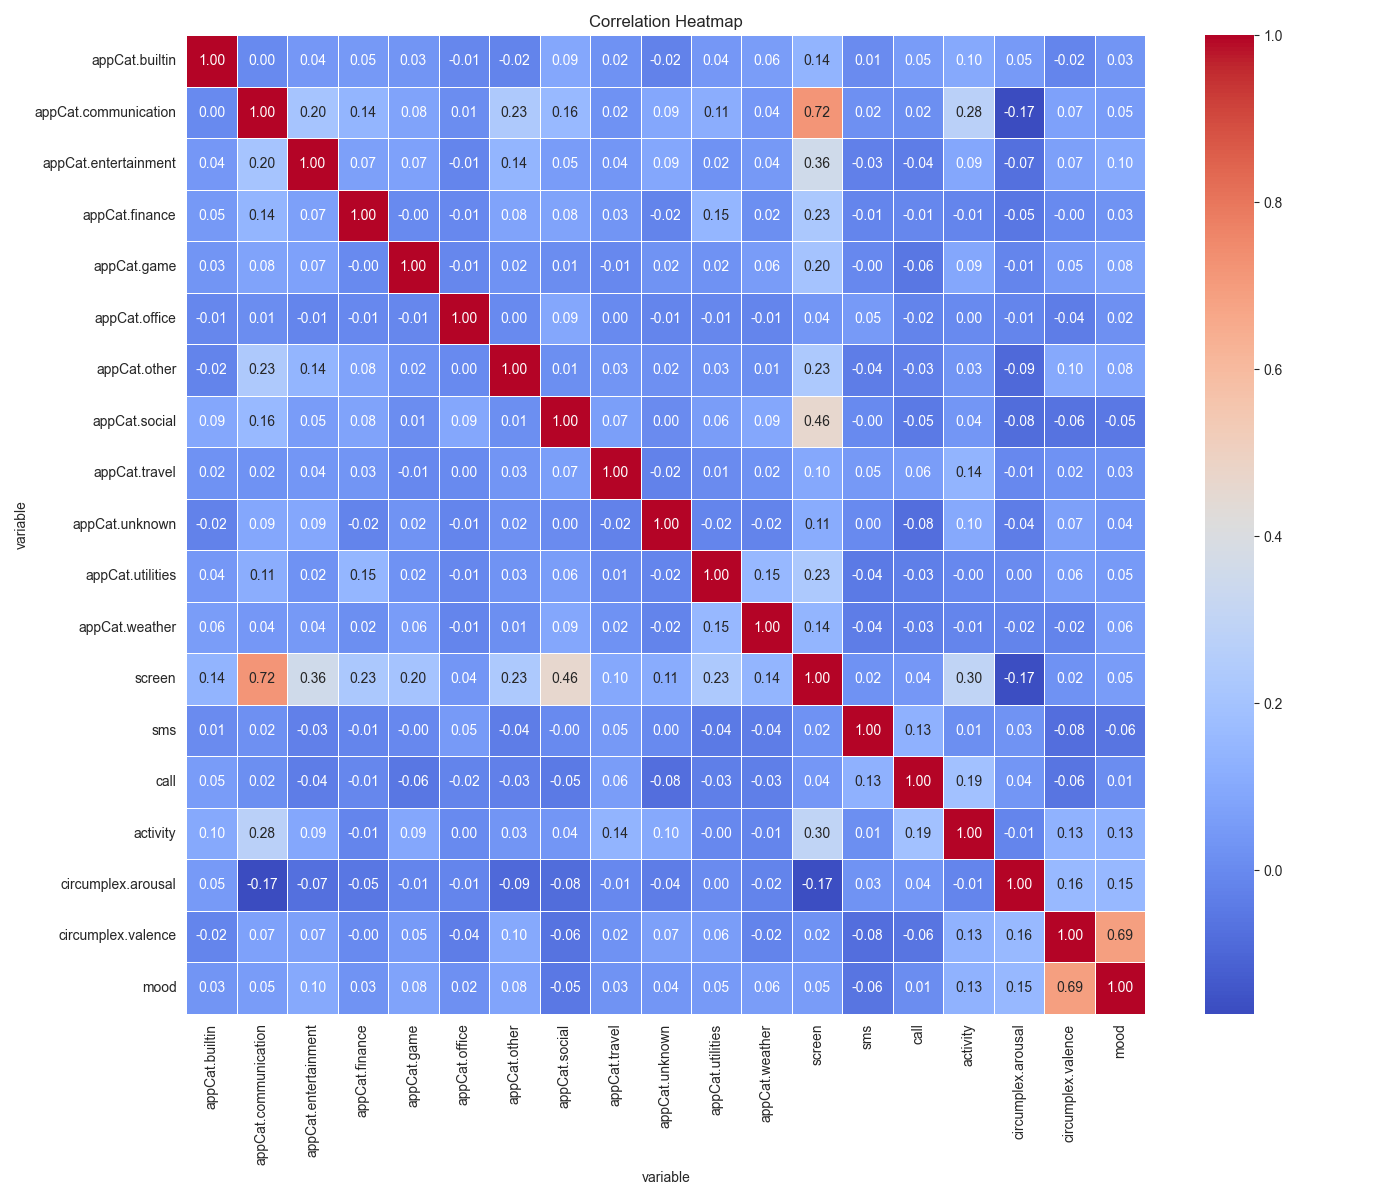 Correlation Heatmap
appCat.builtin 1.00 0.00 0.04 0.05 0.03 -0.01 -0.02 0.09 0.02 -0.02 0.04 0.06 0.14 0.01 0.05 0.10 0.05 -0.02 0.03
appCat.communication 0.00 1.00 0.20 0.14 0.08 0.01 0.23 0.16 0.02 0.09 0.11 0.04 0.72 0.02 0.02 0.28 -0.17 0.07 0.05
appCat.entertainment 0.04 0.20 1.00 0.07 0.07 -0.01 0.14 0.05 0.04 0.09 0.02 0.04 0.36 -0.03 -0.04 0.09 -0.07 0.07 0.10
appCat.finance 0.05 0.14 0.07 1.00 -0.00 -0.01 0.08 0.08 0.03 -0.02 0.15 0.02 0.23 -0.01 -0.01 -0.01 -0.05 -0.00 0.03
appCat.game 0.03 0.08 0.07 -0.00 1.00 -0.01 0.02 0.01 -0.01 0.02 0.02 0.06 0.20 -0.00 -0.06 0.09 -0.01 0.05 0.08
appCat.office -0.01 0.01 -0.01 -0.01 -0.01 1.00 0.00 0.09 0.00 -0.01 -0.01 -0.01 0.04 0.05 -0.02 0.00 -0.01 -0.04 0.02
appCat.other -0.02 0.23 0.14 0.08 0.02 0.00 1.00 0.01 0.03 0.02 0.03 0.01 0.23 -0.04 -0.03 0.03 -0.09 0.10 0.08
appCat.social 0.09 0.16 0.05 0.08 0.01 0.09 0.01 1.00 0.07 0.00 0.06 0.09 0.46 -0.00 -0.05 0.04 -0.08 -0.06 -0.05
appCat.travel 0.02 0.02 0.04 0.03 -0.01 0.00 0.03 0.07 1.00 -0.02 0.01 0.02 0.10 0.05 0.06 0.14 -0.01 0.02 0.03
appCat.unknown -0.02 0.09 0.09 -0.02 0.02 -0.01 0.02 0.00 -0.02 1.00 -0.02 -0.02 0.11 0.00 -0.08 0.10 -0.04 0.07 0.04
appCat.utilities 0.04 0.11 0.02 0.15 0.02 -0.01 0.03 0.06 0.01 -0.02 1.00 0.15 0.23 -0.04 -0.03 -0.00 0.00 0.06 0.05
appCat.weather 0.06 0.04 0.04 0.02 0.06 -0.01 0.01 0.09 0.02 -0.02 0.15 1.00 0.14 -0.04 -0.03 -0.01 -0.02 -0.02 0.06
screen 0.14 0.72 0.36 0.23 0.20 0.04 0.23 0.46 0.10 0.11 0.23 0.14 1.00 0.02 0.04 0.30 -0.17 0.02 0.05
sms 0.01 0.02 -0.03 -0.01 -0.00 0.05 -0.04 -0.00 0.05 0.00 -0.04 -0.04 0.02 1.00 0.13 0.01 0.03 -0.08 -0.06
call 0.05 0.02 -0.04 -0.01 -0.06 -0.02 -0.03 -0.05 0.06 -0.08 -0.03 -0.03 0.04 0.13 1.00 0.19 0.04 -0.06 0.01
activity 0.10 0.28 0.09 -0.01 0.09 0.00 0.03 0.04 0.14 0.10 -0.00 -0.01 0.30 0.01 0.19 1.00 -0.01 0.13 0.13
circumplex.arousal 0.05 -0.17 -0.07 -0.05 -0.01 -0.01 -0.09 -0.08 -0.01 -0.04 0.00 -0.02 -0.17 0.03 0.04 -0.01 1.00 0.16 0.15
circumplex.valence -0.02 0.07 0.07 -0.00 0.05 -0.04 0.10 -0.06 0.02 0.07 0.06 -0.02 0.02 -0.08 -0.06 0.13 0.16 1.00 0.69
mood 0.03 0.05 0.10 0.03 0.08 0.02 0.08 -0.05 0.03 0.04 0.05 0.06 0.05 -0.06 0.01 0.13 0.15 0.69 1.00
variable
appCat.builtin
appCat.communication
appCat.entertainment
appCat.finance
appCat.game
appCat.office
appCat.other
appCat.social
appCat.travel
appCat.unknown
appCat.utilities
appCat.weather
screen
sms
call
activity
circumplex.arousal
circumplex.valence
mood
variable
1.0
0.8
0.6
0.4
0.2
0.0